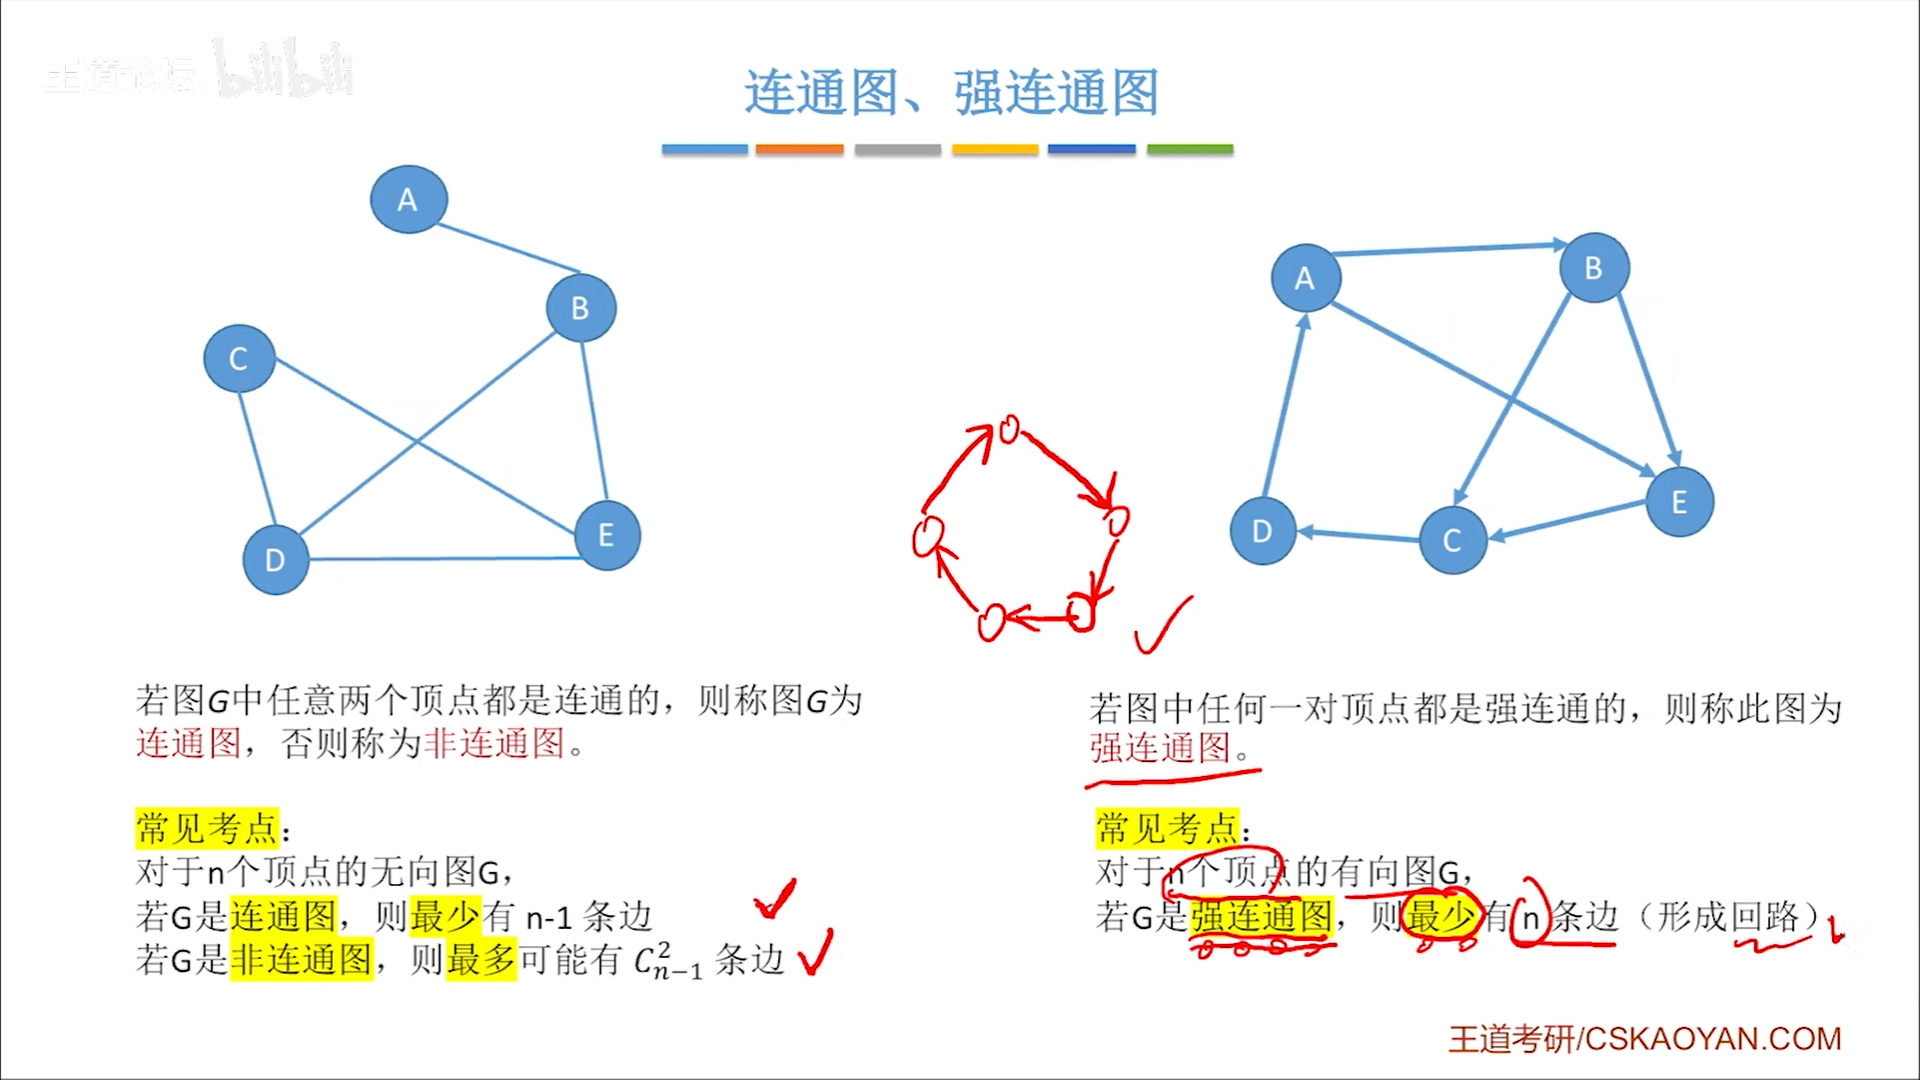 王道论坛 bilibili
连通图、强连通图
A
B
C
D
E
A
B
C
D
E
若图G中任意两个顶点都是连通的，则称图G为
连通图，否则称为非连通图。
常见考点：
对于n个顶点的无向图G，
若G是连通图，则最少有 n-1 条边
若G是非连通图，则最多可能有 $C_{n-1}^2$ 条边
若图中任何一对顶点都是强连通的，则称此图为
强连通图。
常见考点：
对于n个顶点的有向图G，
若G是强连通图，则最少有 n 条边（形成回路）
王道考研/CSKAOYAN.COM